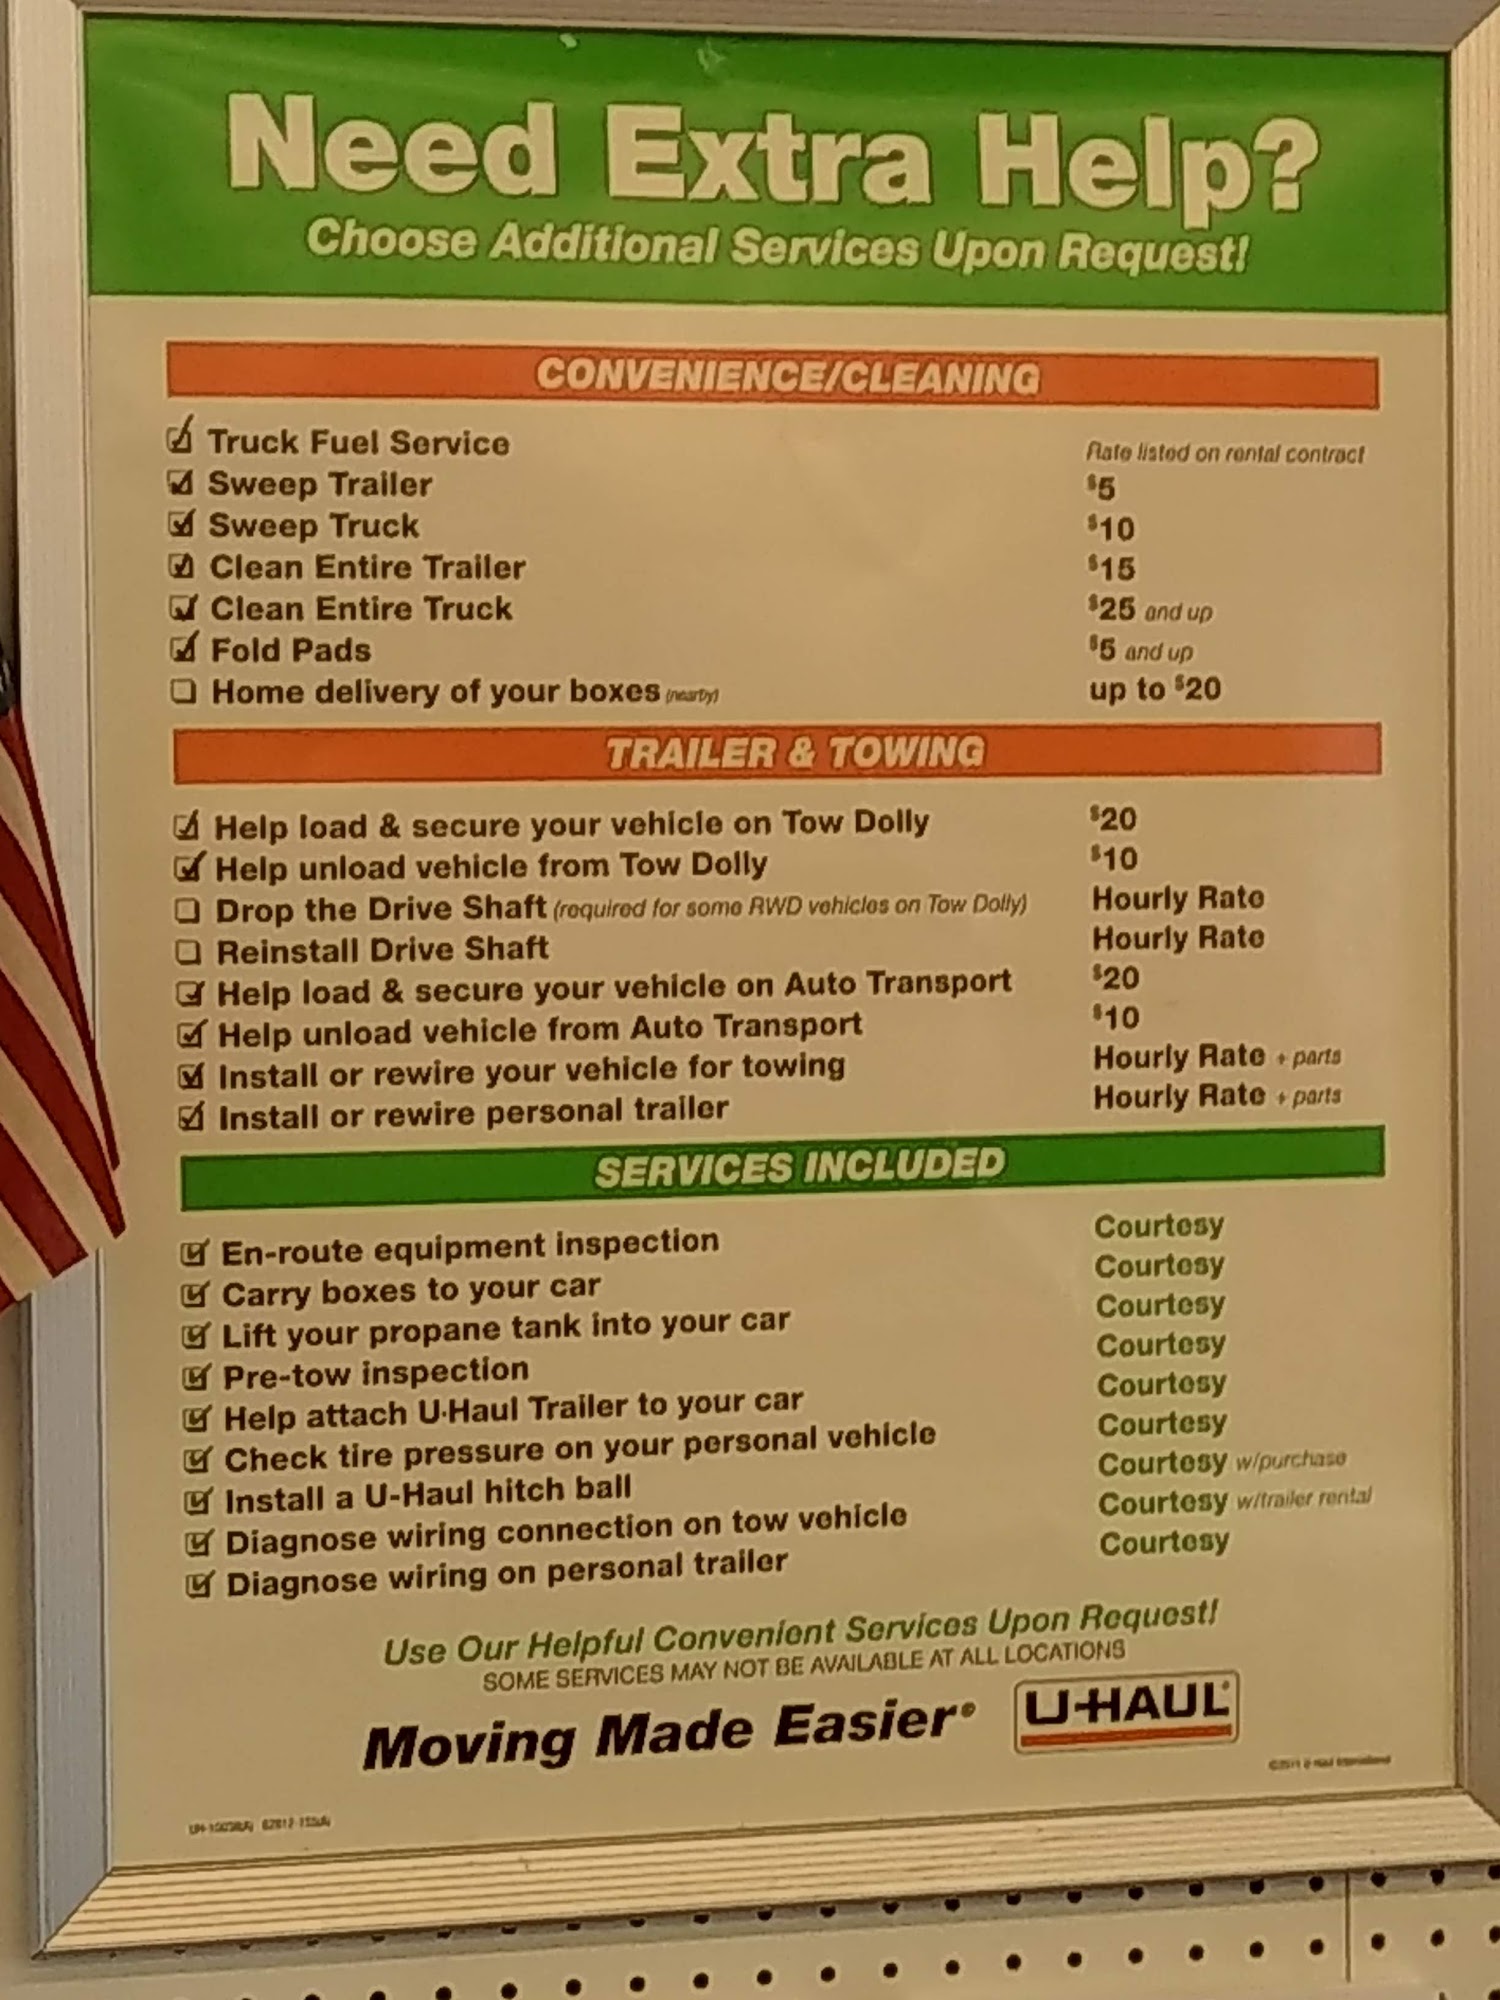 Need Extra Help?
Choose Additional Services Upon Request!
CONVENIENCE/CLEANING
Truck Fuel Service Rate listed on rental contract
Sweep Trailer $5
Sweep Truck $10
Clean Entire Trailer $15
Clean Entire Truck $25 and up
Fold Pads $5 and up
Home delivery of your boxes (nearby) up to $20
TRAILER & TOWING
Help load & secure your vehicle on Tow Dolly $20
Help unload vehicle from Tow Dolly $10
Drop the Drive Shaft (required for some RWD vehicles on Tow Dolly) Hourly Rate
Reinstall Drive Shaft Hourly Rate
Help load & secure your vehicle on Auto Transport $20
Help unload vehicle from Auto Transport $10
Install or rewire your vehicle for towing Hourly Rate + parts
Install or rewire personal trailer Hourly Rate + parts
SERVICES INCLUDED
En-route equipment inspection Courtesy
Carry boxes to your car Courtesy
Lift your propane tank into your car Courtesy
Pre-tow inspection Courtesy
Help attach U-Haul Trailer to your car Courtesy
Check tire pressure on your personal vehicle Courtesy
Install a U-Haul hitch ball Courtesy w/purchase
Diagnose wiring connection on tow vehicle Courtesy w/trailer rental
Diagnose wiring on personal trailer Courtesy
Use Our Helpful Convenient Services Upon Request!
SOME SERVICES MAY NOT BE AVAILABLE AT ALL LOCATIONS
Moving Made Easier® U-HAUL